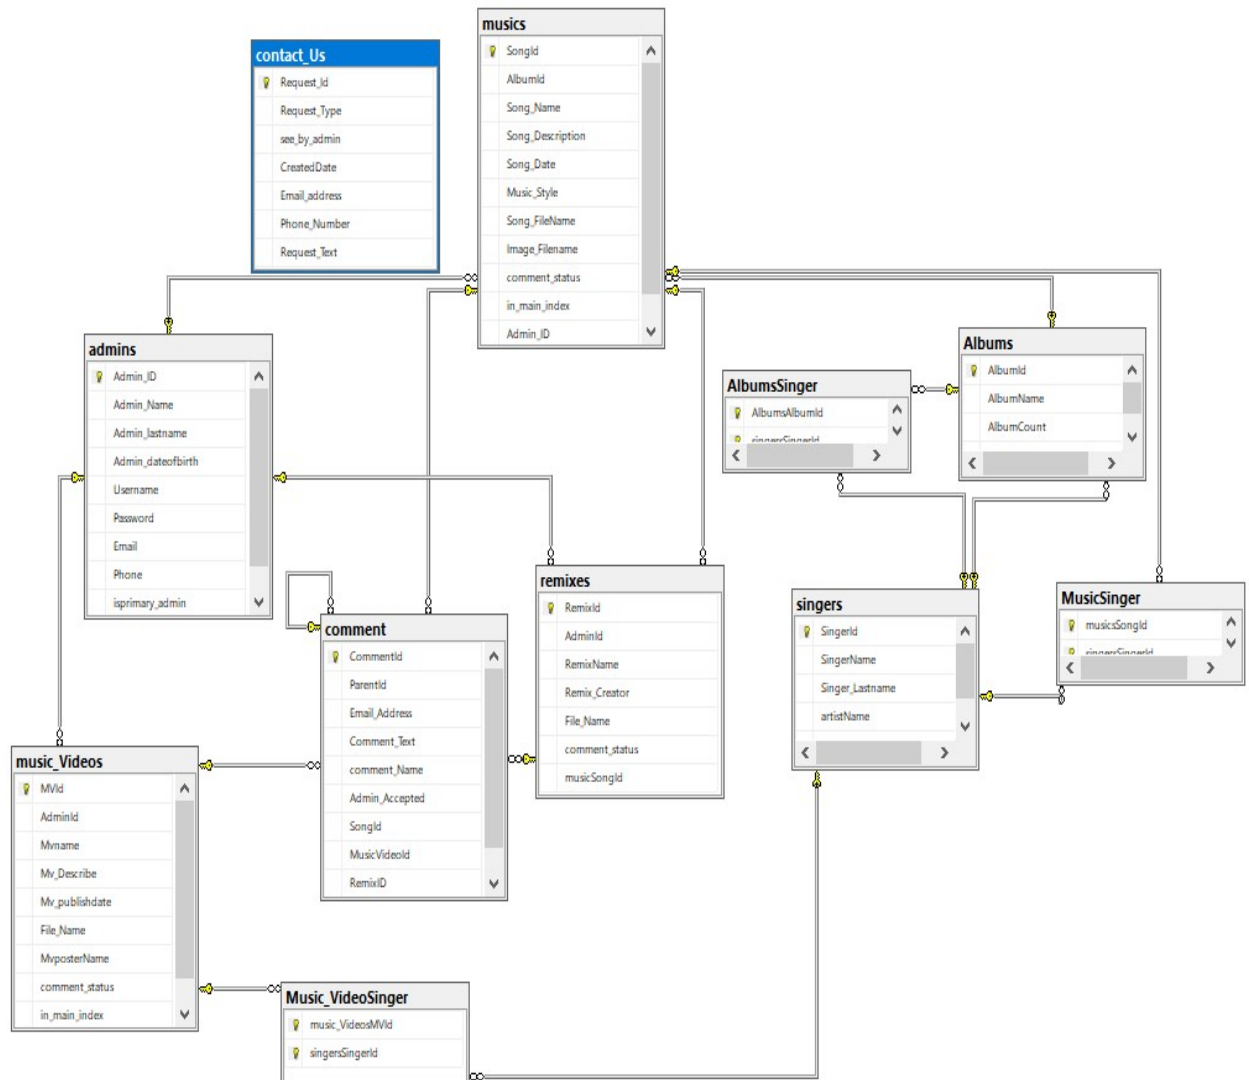 musics
SongId
AlbumId
Song_Name
Song_Description
Song_Date
Music_Style
Song_FileName
Image_Filename
comment_status
in_main_index
Admin_ID
contact_Us
Request_Id
Request_Type
see_by_admin
CreatedDate
Email_address
Phone_Number
Request_Text
admins
Admin_ID
Admin_Name
Admin_lastname
Admin_dateofbirth
Username
Password
Email
Phone
isprimary_admin
AlbumsSinger
AlbumsAlbumId
singersSingerId
Albums
AlbumId
AlbumName
AlbumCount
remixes
RemixId
AdminId
RemixName
Remix_Creator
File_Name
comment_status
musicSongId
singers
SingerId
SingerName
Singer_Lastname
artistName
MusicSinger
musicsSongId
singersSingerId
comment
CommentId
ParentId
Email_Address
Comment_Text
comment_Name
Admin_Accepted
SongId
MusicVideoId
RemixID
music_Videos
MVId
AdminId
Mvname
Mv_Describe
Mv_publishdate
File_Name
MvposterName
comment_status
in_main_index
Music_VideoSinger
music_VideosMVId
singersSingerId